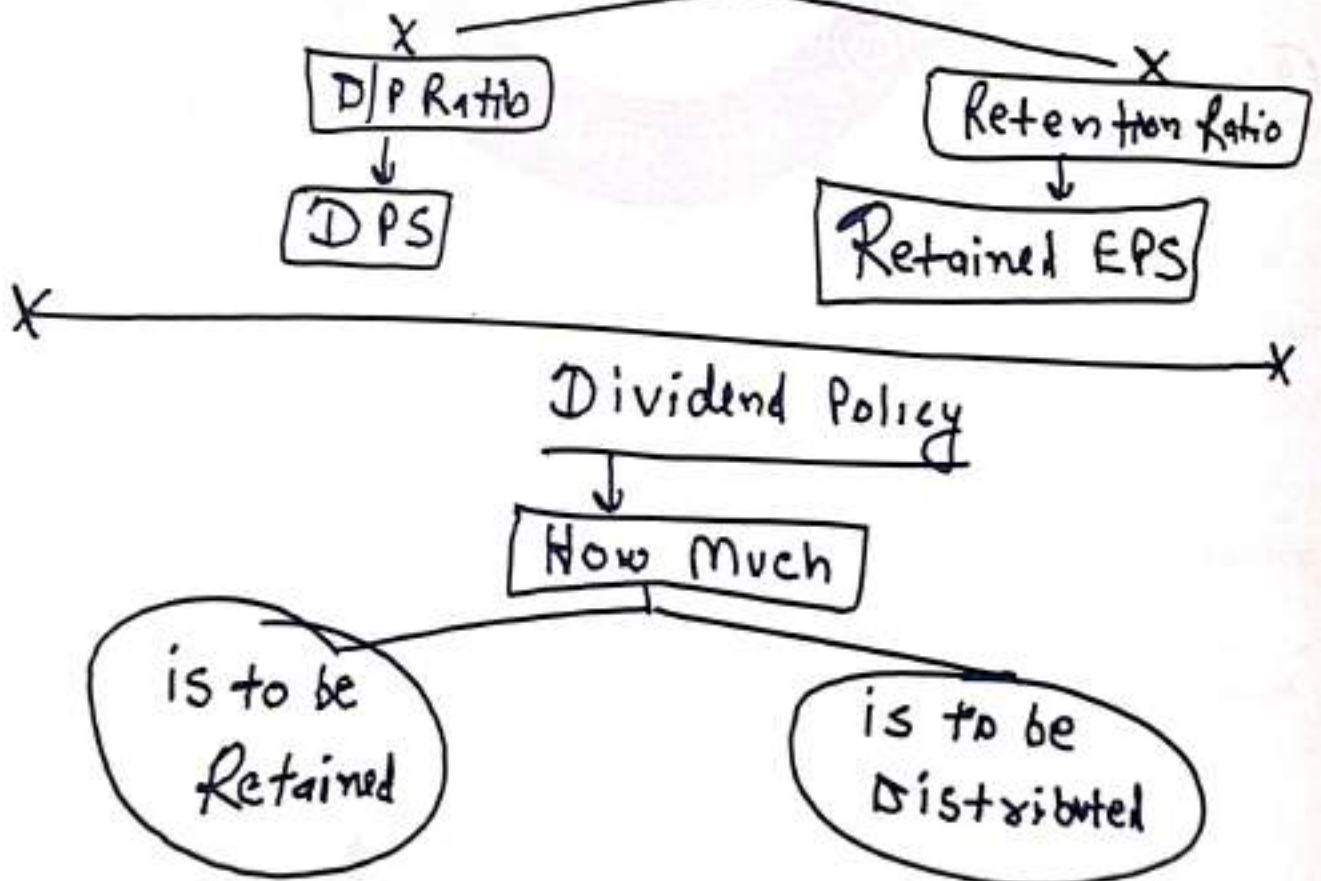 X
X
D/P Ratio
Retention Ratio
DPS
Retained EPS
X
X
Dividend Policy
How Much
is to be
Retained
is to be
Distributed